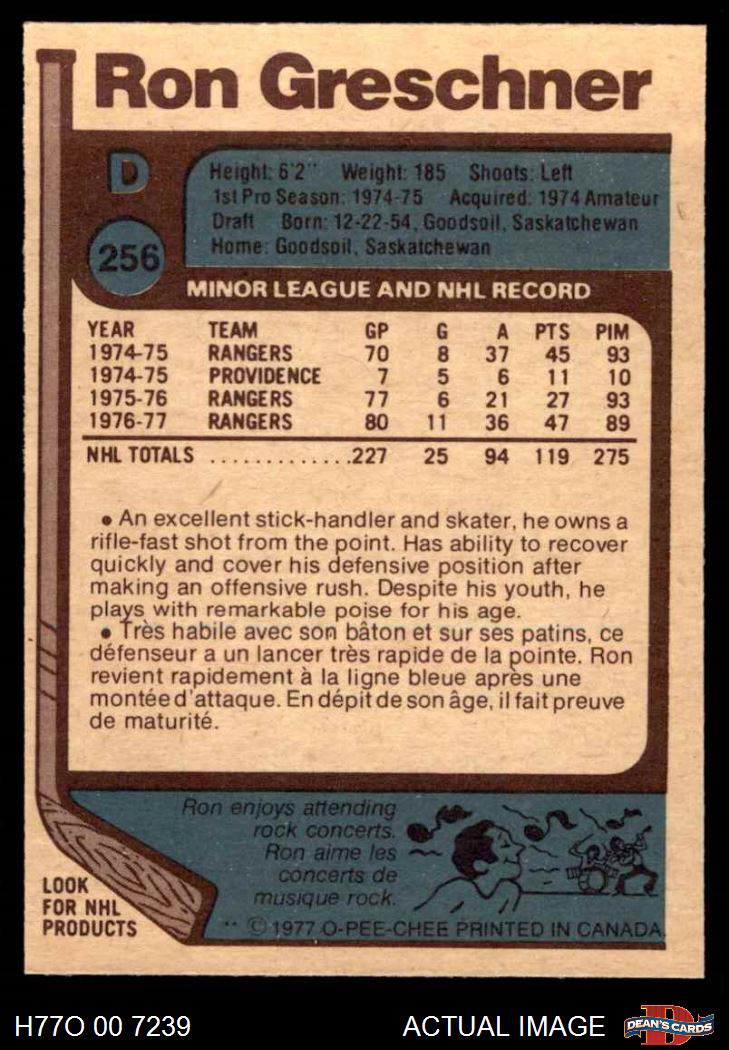 Ron Greschner
D
256
Height: 6'2" Weight: 185 Shoots: Left
1st Pro Season: 1974-75 Acquired: 1974 Amateur
Draft Born: 12-22-54, Goodsoil, Saskatchewan
Home: Goodsoil, Saskatchewan
MINOR LEAGUE AND NHL RECORD
YEAR TEAM GP G A PTS PIM
1974-75 RANGERS 70 8 37 45 93
1974-75 PROVIDENCE 7 5 6 11 10
1975-76 RANGERS 77 6 21 27 93
1976-77 RANGERS 80 11 36 47 89
NHL TOTALS .............227 25 94 119 275
● An excellent stick-handler and skater, he owns a
rifle-fast shot from the point. Has ability to recover
quickly and cover his defensive position after
making an offensive rush. Despite his youth, he
plays with remarkable poise for his age.
● Très habile avec son bâton et sur ses patins, ce
défenseur a un lancer très rapide de la pointe. Ron
revient rapidement à la ligne bleue après une
montée d'attaque. En dépit de son âge, il fait preuve
de maturité.
Ron enjoys attending
rock concerts.
Ron aime les
concerts de
musique rock.
LOOK
FOR NHL
PRODUCTS
** © 1977 O-PEE-CHEE PRINTED IN CANADA
H77O 00 7239 ACTUAL IMAGE
D
DEAN'S CARDS